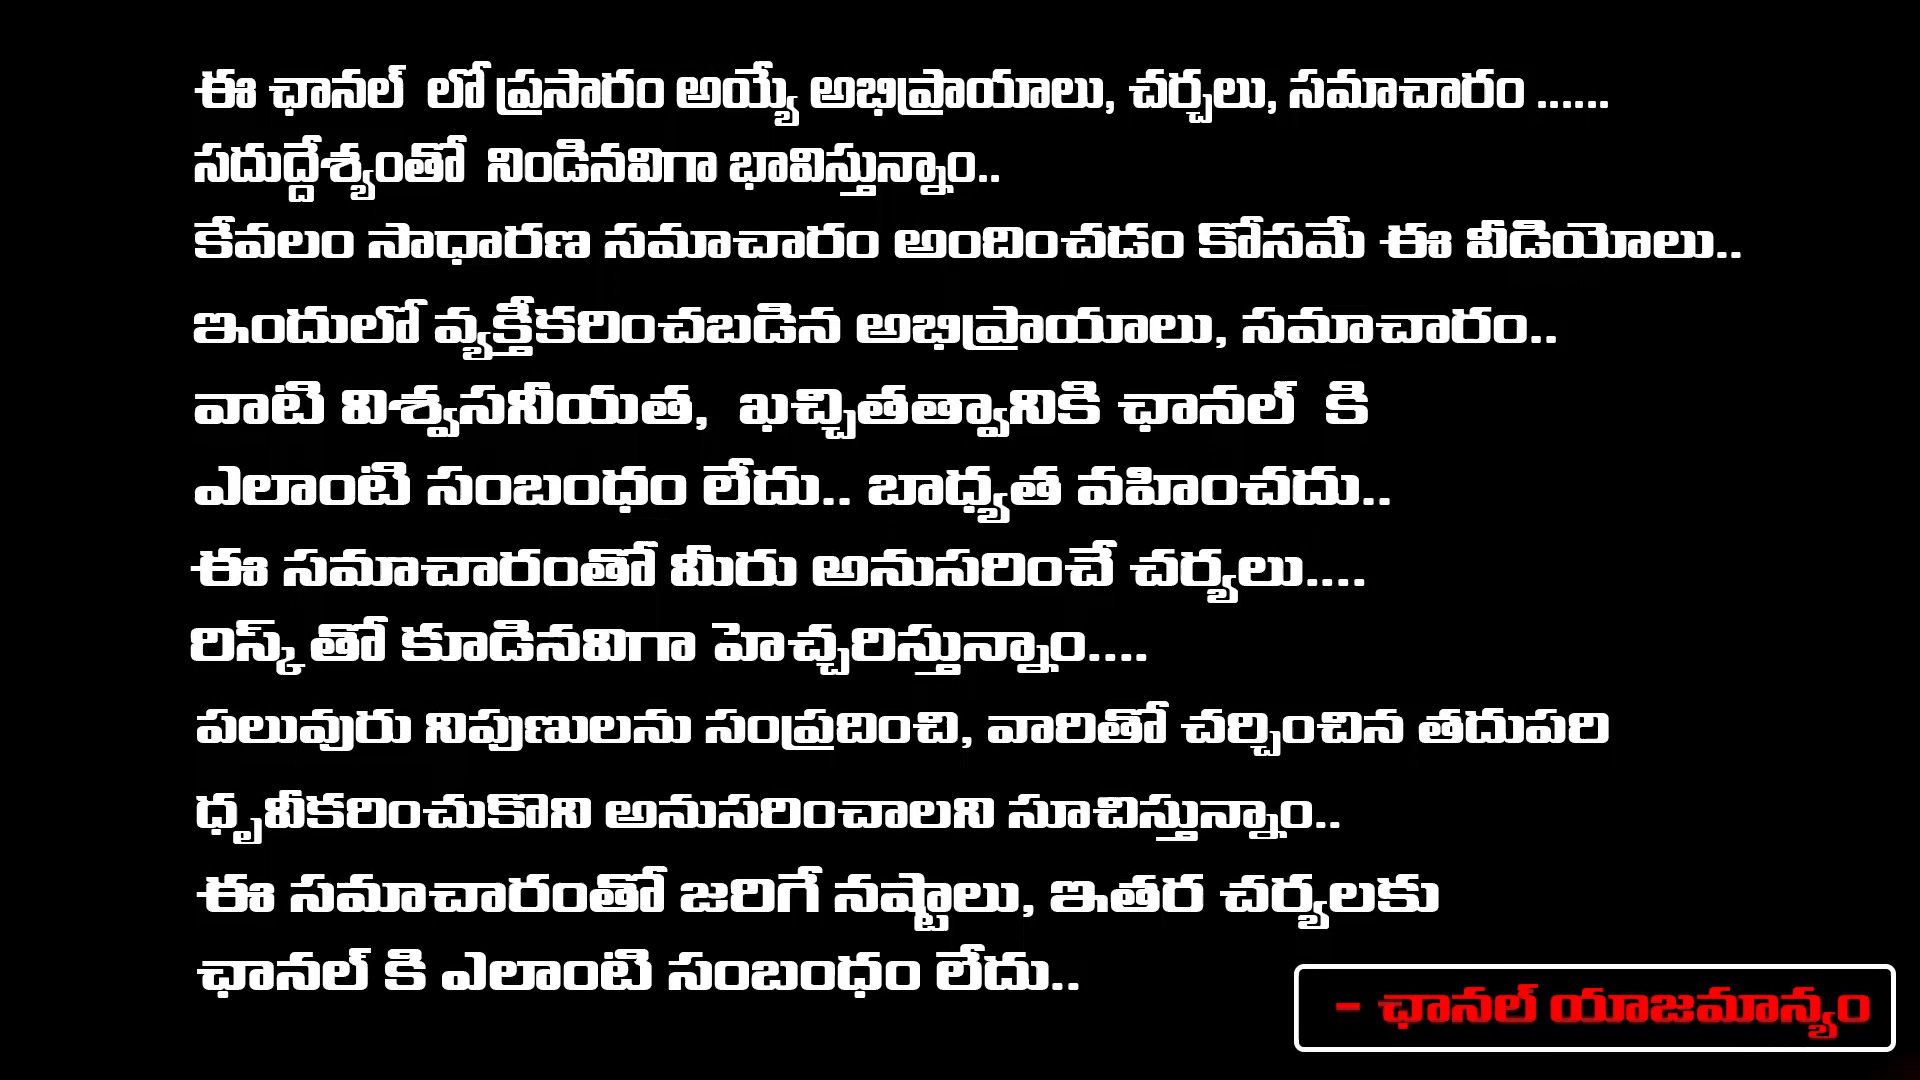 ఈ ఛానల్ లో ప్రసారం అయ్యే అభిప్రాయాలు, చర్చలు, సమాచారం ......
సదుద్దేశ్యంతో నిండినవిగా భావిస్తున్నాం..
కేవలం సాధారణ సమాచారం అందించడం కోసమే ఈ వీడియోలు..
ఇందులో వ్యక్తీకరించబడిన అభిప్రాయాలు, సమాచారం..
వాటి విశ్వసనీయత, ఖచ్చితత్వానికి ఛానల్ కి
ఎలాంటి సంబంధం లేదు.. బాధ్యత వహించదు..
ఈ సమాచారంతో మీరు అనుసరించే చర్యలు....
రిస్క్ తో కూడినవిగా హెచ్చరిస్తున్నాం....
పలువురు నిపుణులను సంప్రదించి, వారితో చర్చించిన తదుపరి
ధృవీకరించుకొని అనుసరించాలని సూచిస్తున్నాం..
ఈ సమాచారంతో జరిగే నష్టాలు, ఇతర చర్యలకు
ఛానల్ కి ఎలాంటి సంబంధం లేదు..
- ఛానల్ యాజమాన్యం